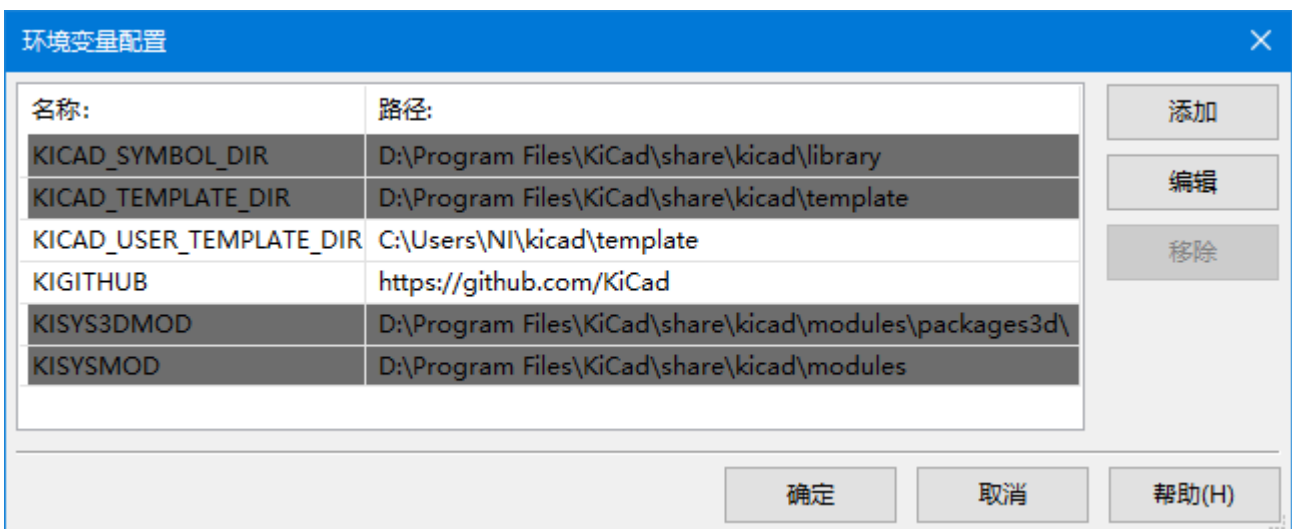 环境变量配置
名称: 路径: 添加
KICAD_SYMBOL_DIR D:\Program Files\KiCad\share\kicad\library
KICAD_TEMPLATE_DIR D:\Program Files\KiCad\share\kicad\template 编辑
KICAD_USER_TEMPLATE_DIR C:\Users\NI\kicad\template
KIGITHUB https://github.com/KiCad 移除
KISYS3DMOD D:\Program Files\KiCad\share\kicad\modules\packages3d\
KISYSMOD D:\Program Files\KiCad\share\kicad\modules
确定 取消 帮助(H)